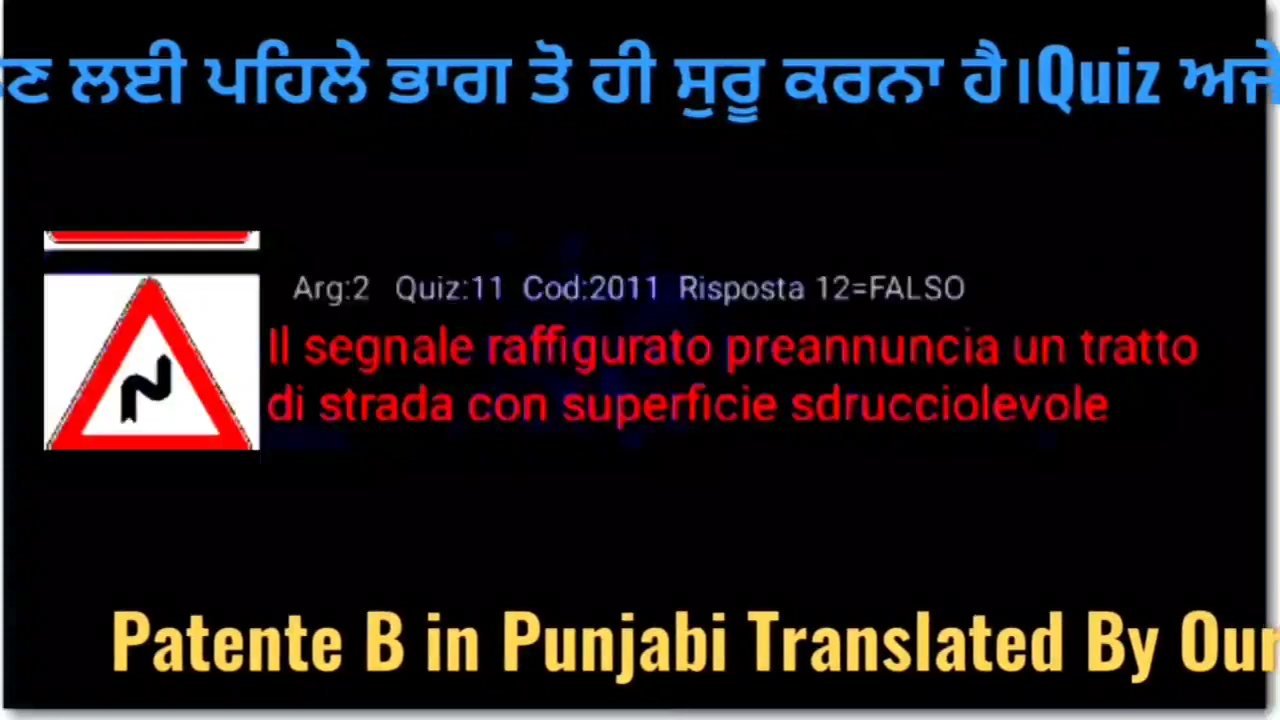 ਲਈ ਪਹਿਲੇ ਭਾਗ ਤੋ ਹੀ ਸੁਰੂ ਕਰਨਾ ਹੈ।Quiz ਅਜੇ
Arg:2 Quiz:11 Cod:2011 Risposta 12=FALSO
Il segnale raffigurato preannuncia un tratto
di strada con superficie sdrucciolevole
Patente B in Punjabi Translated By Our